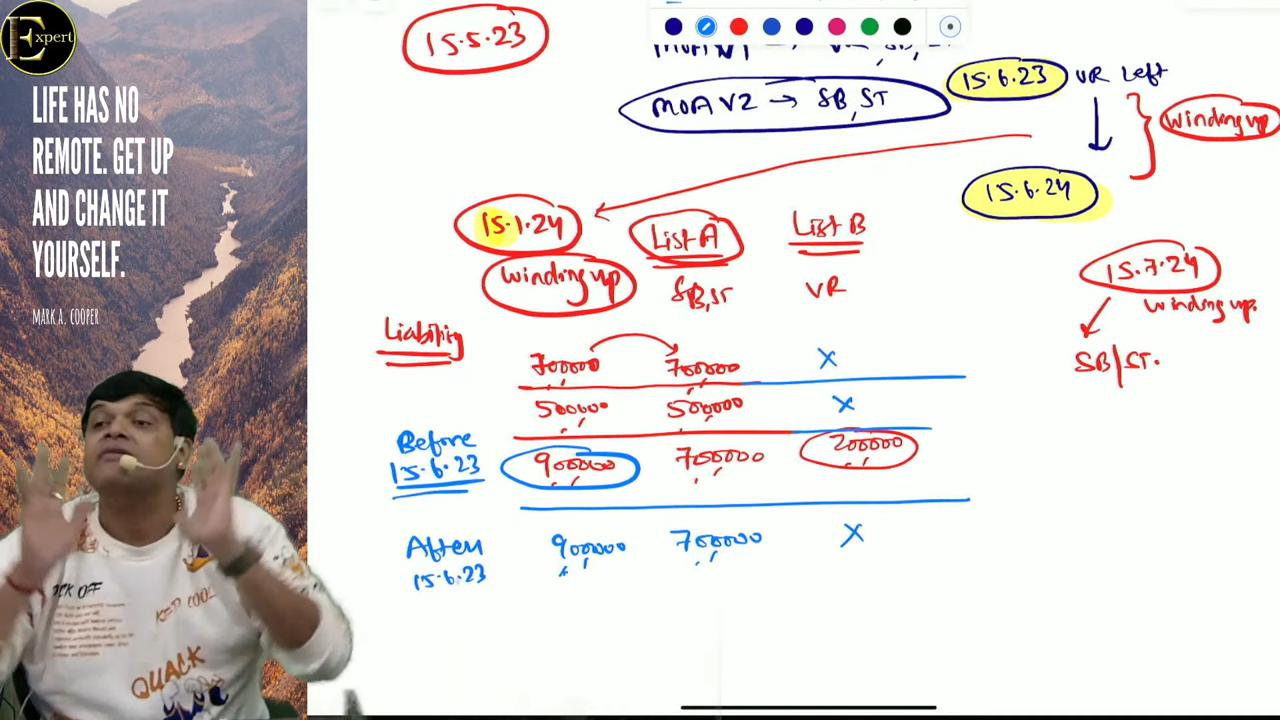 Expert
LIFE HAS NO
REMOTE. GET UP
AND CHANGE IT
YOURSELF.
MARK A. COOPER
15.5.23
MOA V2 → SB, ST
15.6.23 VR Left
winding up
15.6.24
15.1.24 List A List B
winding up SB, ST VR
15.7.24
winding up.
SB/ST.
Liability
700000 700000 X
500000 500000 X
Before
15.6.23
900000 700000 200000
After
15.6.23
900000 700000 X
KEEP COOL
QUACK